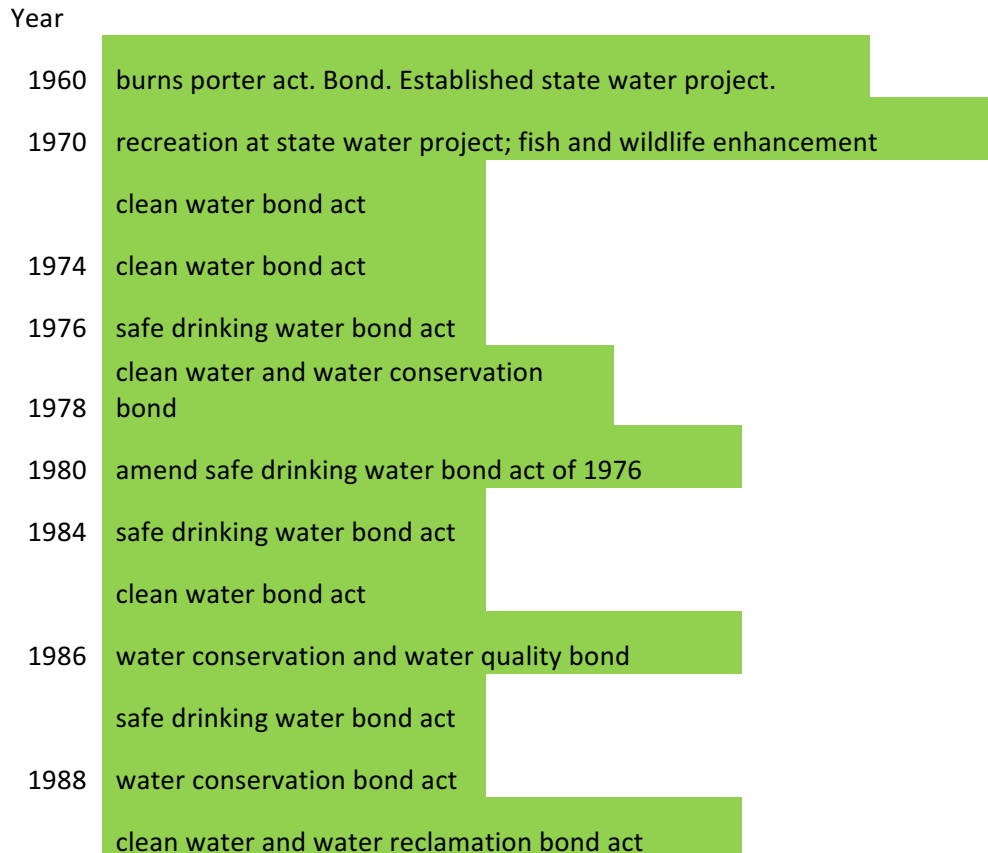 Year
1960 burns porter act. Bond. Established state water project.
1970 recreation at state water project; fish and wildlife enhancement
clean water bond act
1974 clean water bond act
1976 safe drinking water bond act
clean water and water conservation
1978 bond
1980 amend safe drinking water bond act of 1976
1984 safe drinking water bond act
clean water bond act
1986 water conservation and water quality bond
safe drinking water bond act
1988 water conservation bond act
clean water and water reclamation bond act